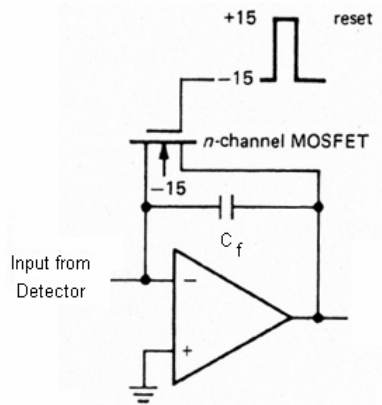 +15 reset
-15
n-channel MOSFET
-15
C f
Input from
Detector
-
+